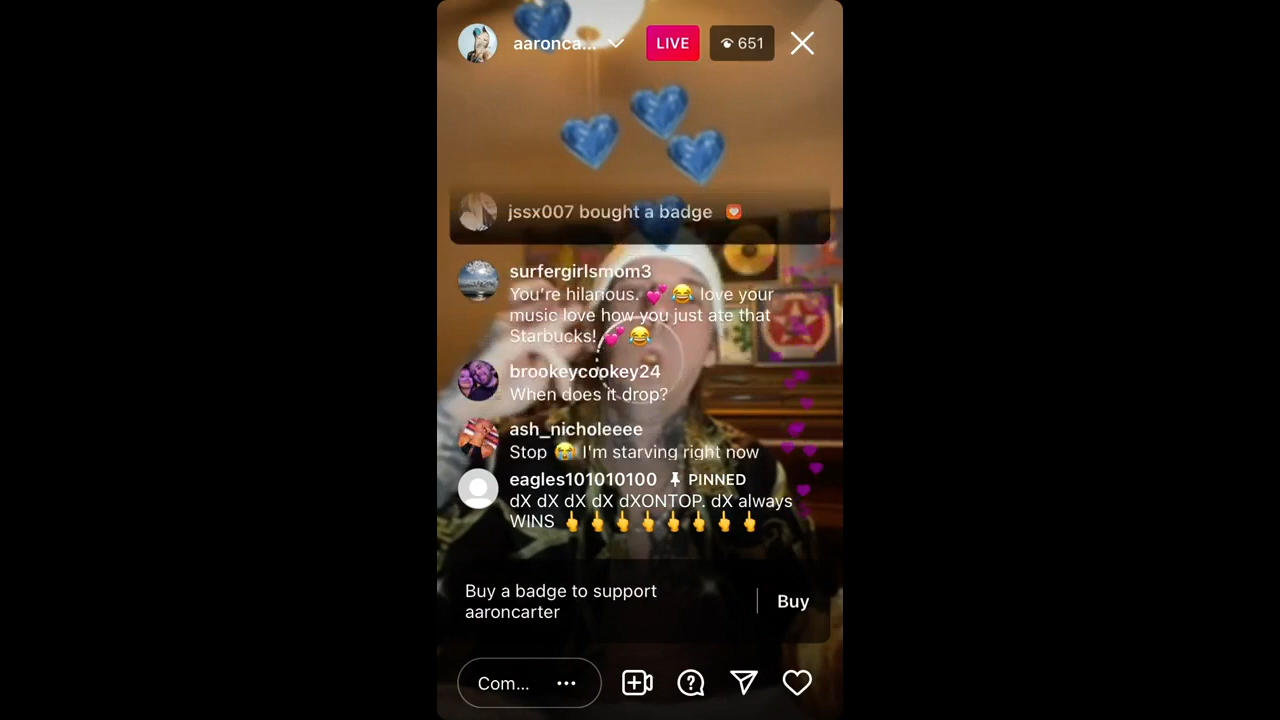 aaronca...
LIVE
651
jssx007 bought a badge
surfergirlsmom3
You're hilarious. 💕 😂 love your
music love how you just ate that
Starbucks! 💕 😂
brookeycookey24
When does it drop?
ash_nicholeeee
Stop 😭 I'm starving right now
eagles101010100 PINNED
dX dX dX dX dXONTOP. dX always
WINS 🖕🖕🖕🖕🖕🖕🖕🖕
Buy a badge to support
aaroncarter
Buy
Com... ...